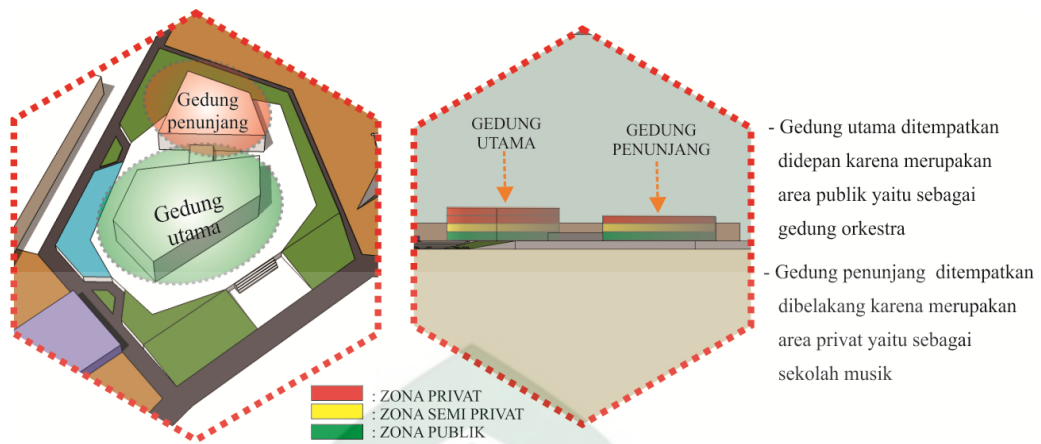 Gedung
penunjang
Gedung
utama
GEDUNG
UTAMA
GEDUNG
PENUNJANG
- Gedung utama ditempatkan
didepan karena merupakan
area publik yaitu sebagai
gedung orkestra
- Gedung penunjang ditempatkan
dibelakang karena merupakan
area privat yaitu sebagai
sekolah musik
: ZONA PRIVAT
: ZONA SEMI PRIVAT
: ZONA PUBLIK